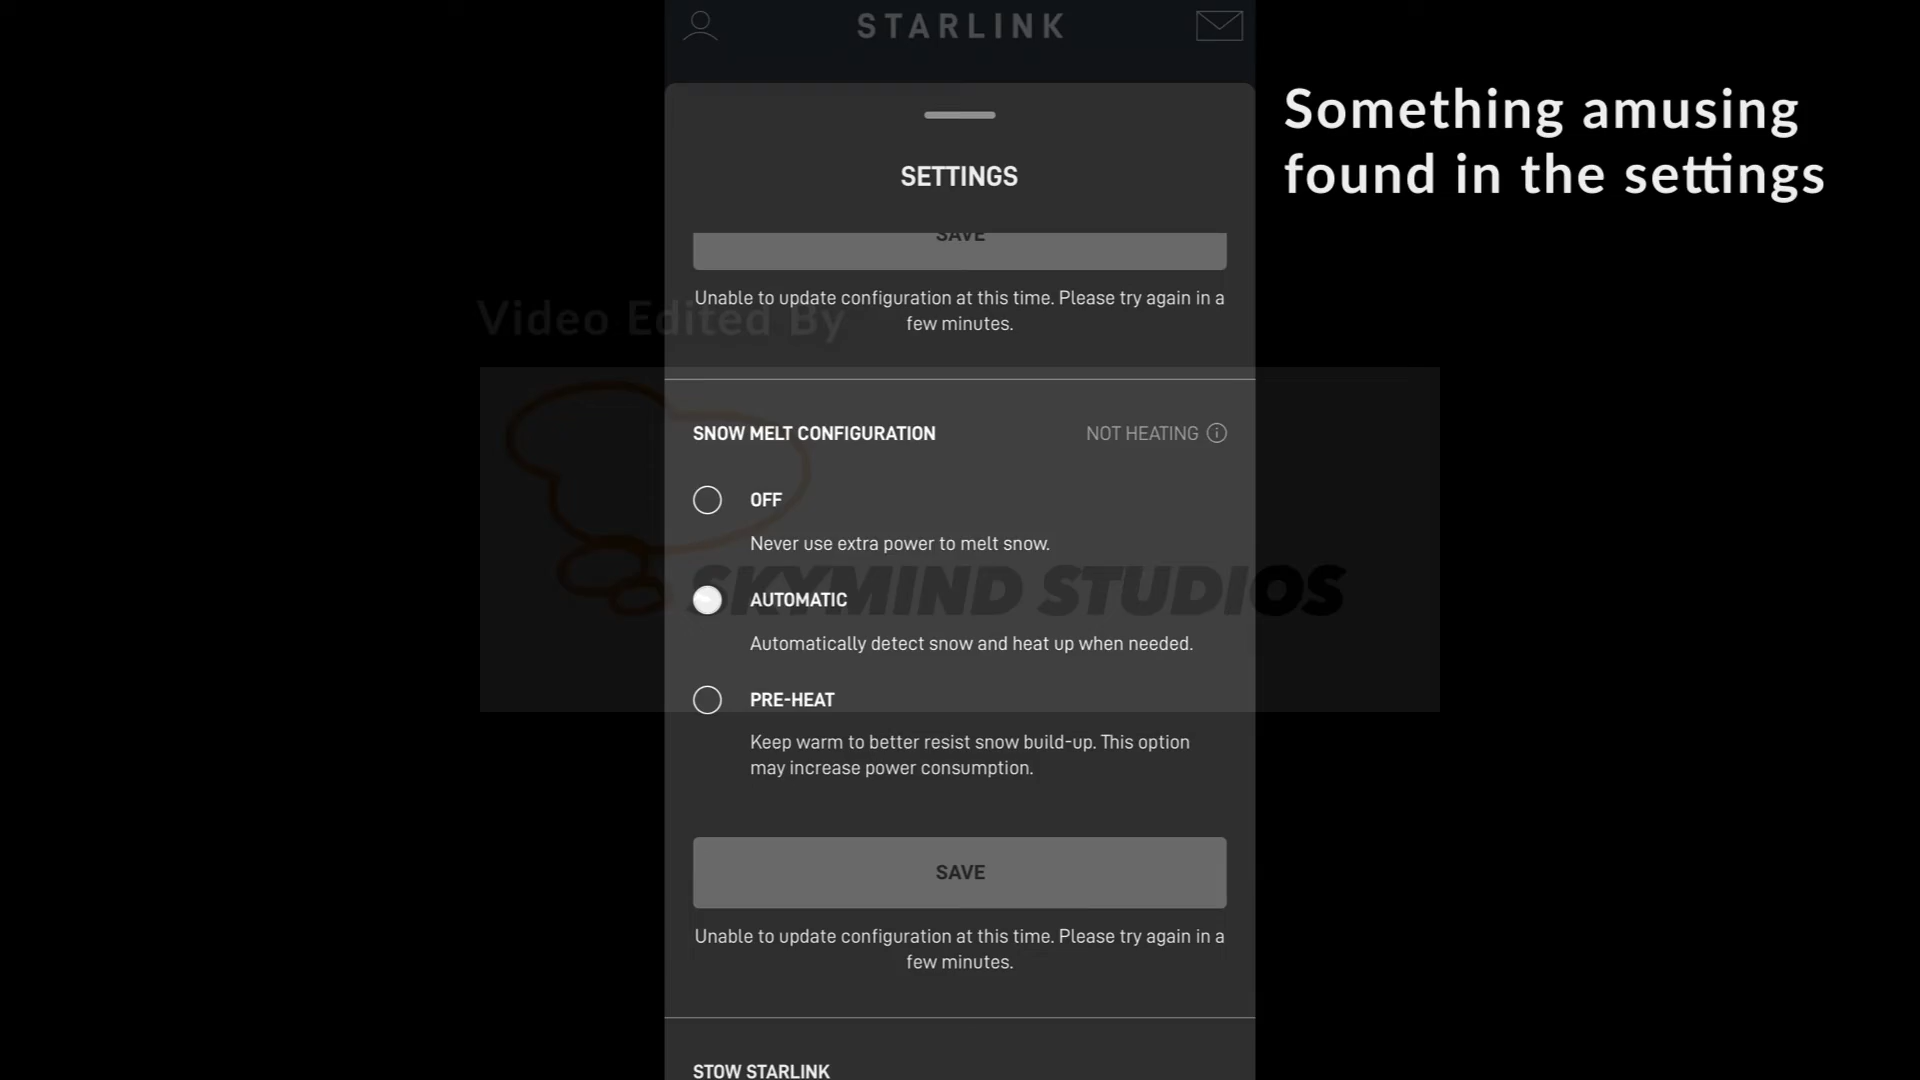 STARLINK
Something amusing
found in the settings
SETTINGS
SAVE
Unable to update configuration at this time. Please try again in a
few minutes.
Video Edited By
SNOW MELT CONFIGURATION
NOT HEATING
OFF
Never use extra power to melt snow.
SKYMIND STUDIOS
AUTOMATIC
Automatically detect snow and heat up when needed.
PRE-HEAT
Keep warm to better resist snow build-up. This option
may increase power consumption.
SAVE
Unable to update configuration at this time. Please try again in a
few minutes.
STOW STARLINK